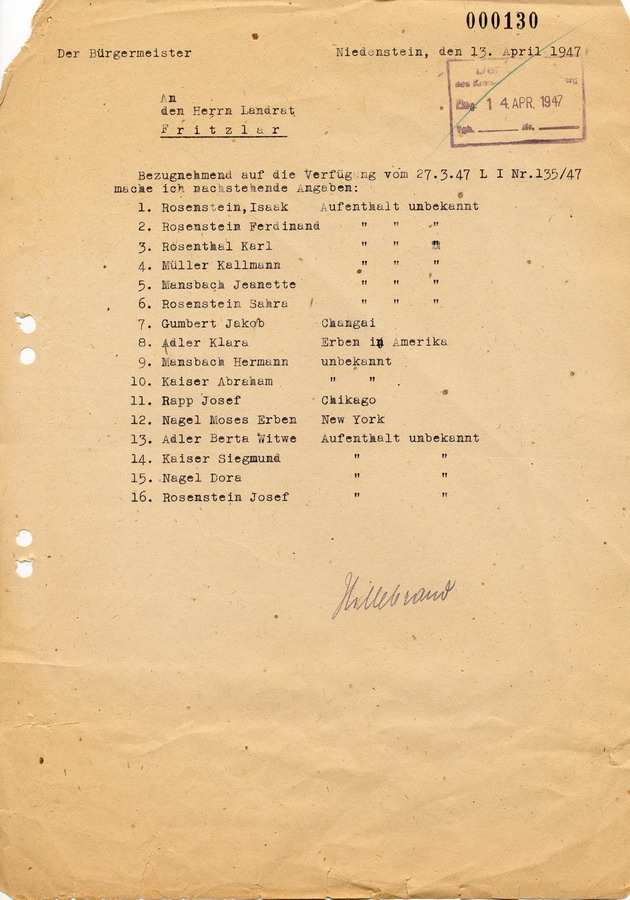 000130
Der Bürgermeister Niedenstein, den 13. April 1947
An
den Herrn Landrat
Fritzlar
Eing. 14. APR. 1947
Bezugnehmend auf die Verfügung vom 27.3.47 L I Nr.135/47
mache ich nachstehende Angaben:
1. Rosenstein,Isaak Aufenthalt unbekannt
2. Rosenstein Ferdinand " " "
3. Rosenthal Karl " " "
4. Müller Kallmann " " "
5. Mansbach Jeanette " " "
6. Rosenstein Sahra " " "
7. Gumbert Jakob Changai
8. Adler Klara Erben in Amerika
9. Mansbach Hermann unbekannt
10. Kaiser Abraham " "
11. Rapp Josef Chikago
12. Nagel Moses Erben New York
13. Adler Berta Witwe Aufenthalt unbekannt
14. Kaiser Siegmund " "
15. Nagel Dora " "
16. Rosenstein Josef " "
Hillebrand